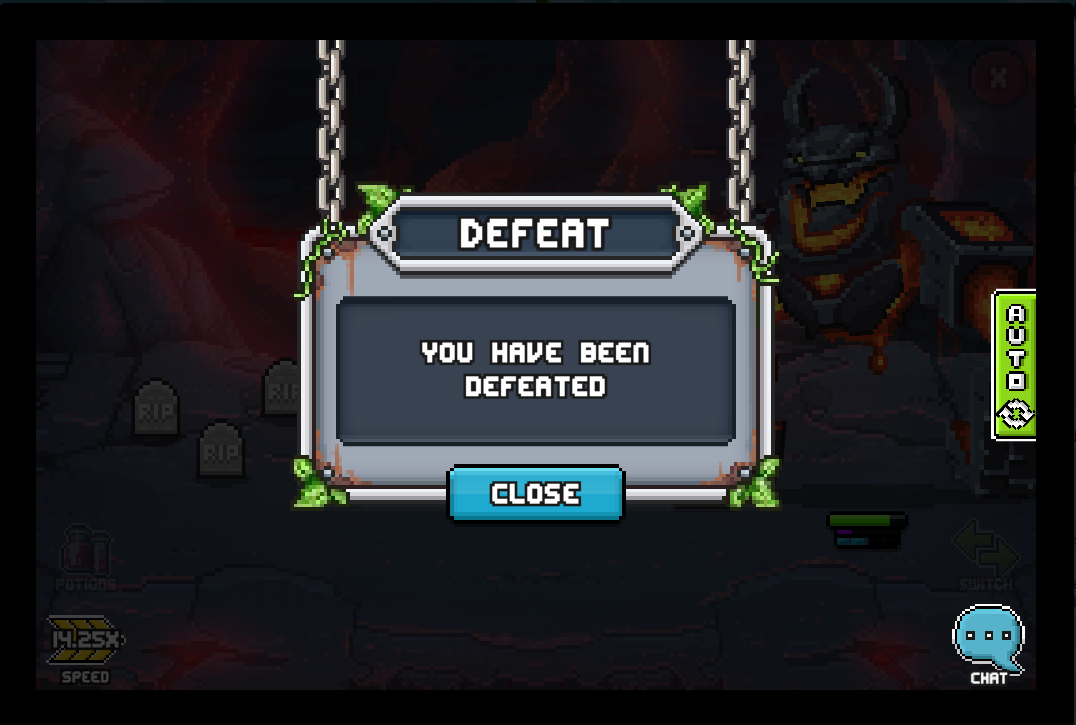 DEFEAT
YOU HAVE BEEN
DEFEATED
CLOSE
AUTO
RIP
RIP
RIP
POTIONS
SWITCH
14.25X
SPEED
CHAT
X